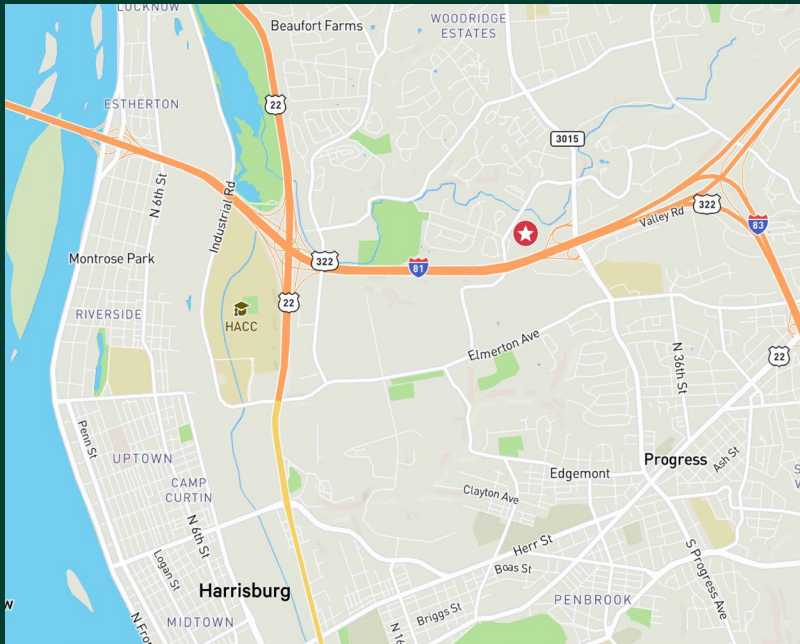 LUCKNOW
Beaufort Farms
WOODRIDGE
ESTATES
22
ESTHERTON
3015
N 6th St
Industrial Rd
322
Valley Rd
83
Montrose Park
322
81
22
HACC
RIVERSIDE
Elmerton Ave
N 36th St
22
Penn St
UPTOWN
Progress
Ash St
Edgemont
CAMP
CURTIN
Clayton Ave
N 6th St
Herr St
Logan St
Boas St
S Progress Ave
Harrisburg
PENBROOK
Briggs St
MIDTOWN
N Fro
N 16